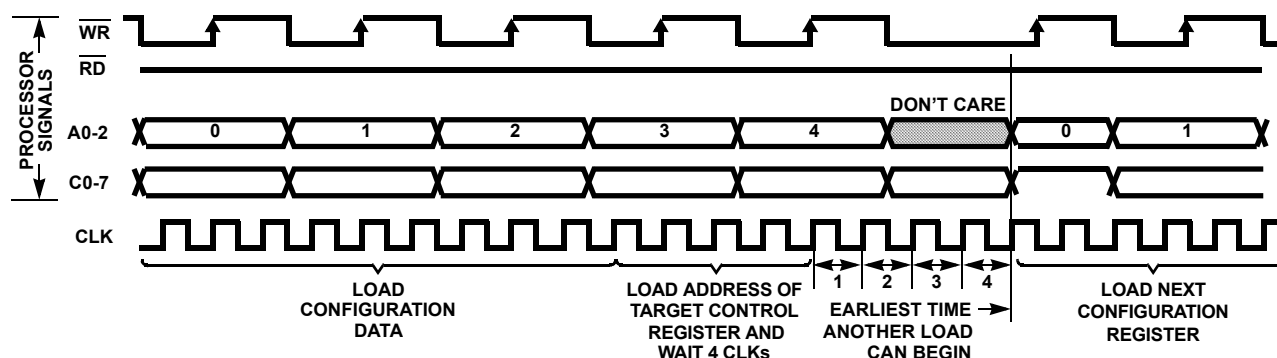 PROCESSOR
SIGNALS
WR
RD
DON'T CARE
A0-2 0 1 2 3 4 0 1
C0-7
CLK
1 2 3 4
LOAD
CONFIGURATION
DATA
LOAD ADDRESS OF
TARGET CONTROL
REGISTER AND
WAIT 4 CLKs
EARLIEST TIME
ANOTHER LOAD
CAN BEGIN
LOAD NEXT
CONFIGURATION
REGISTER